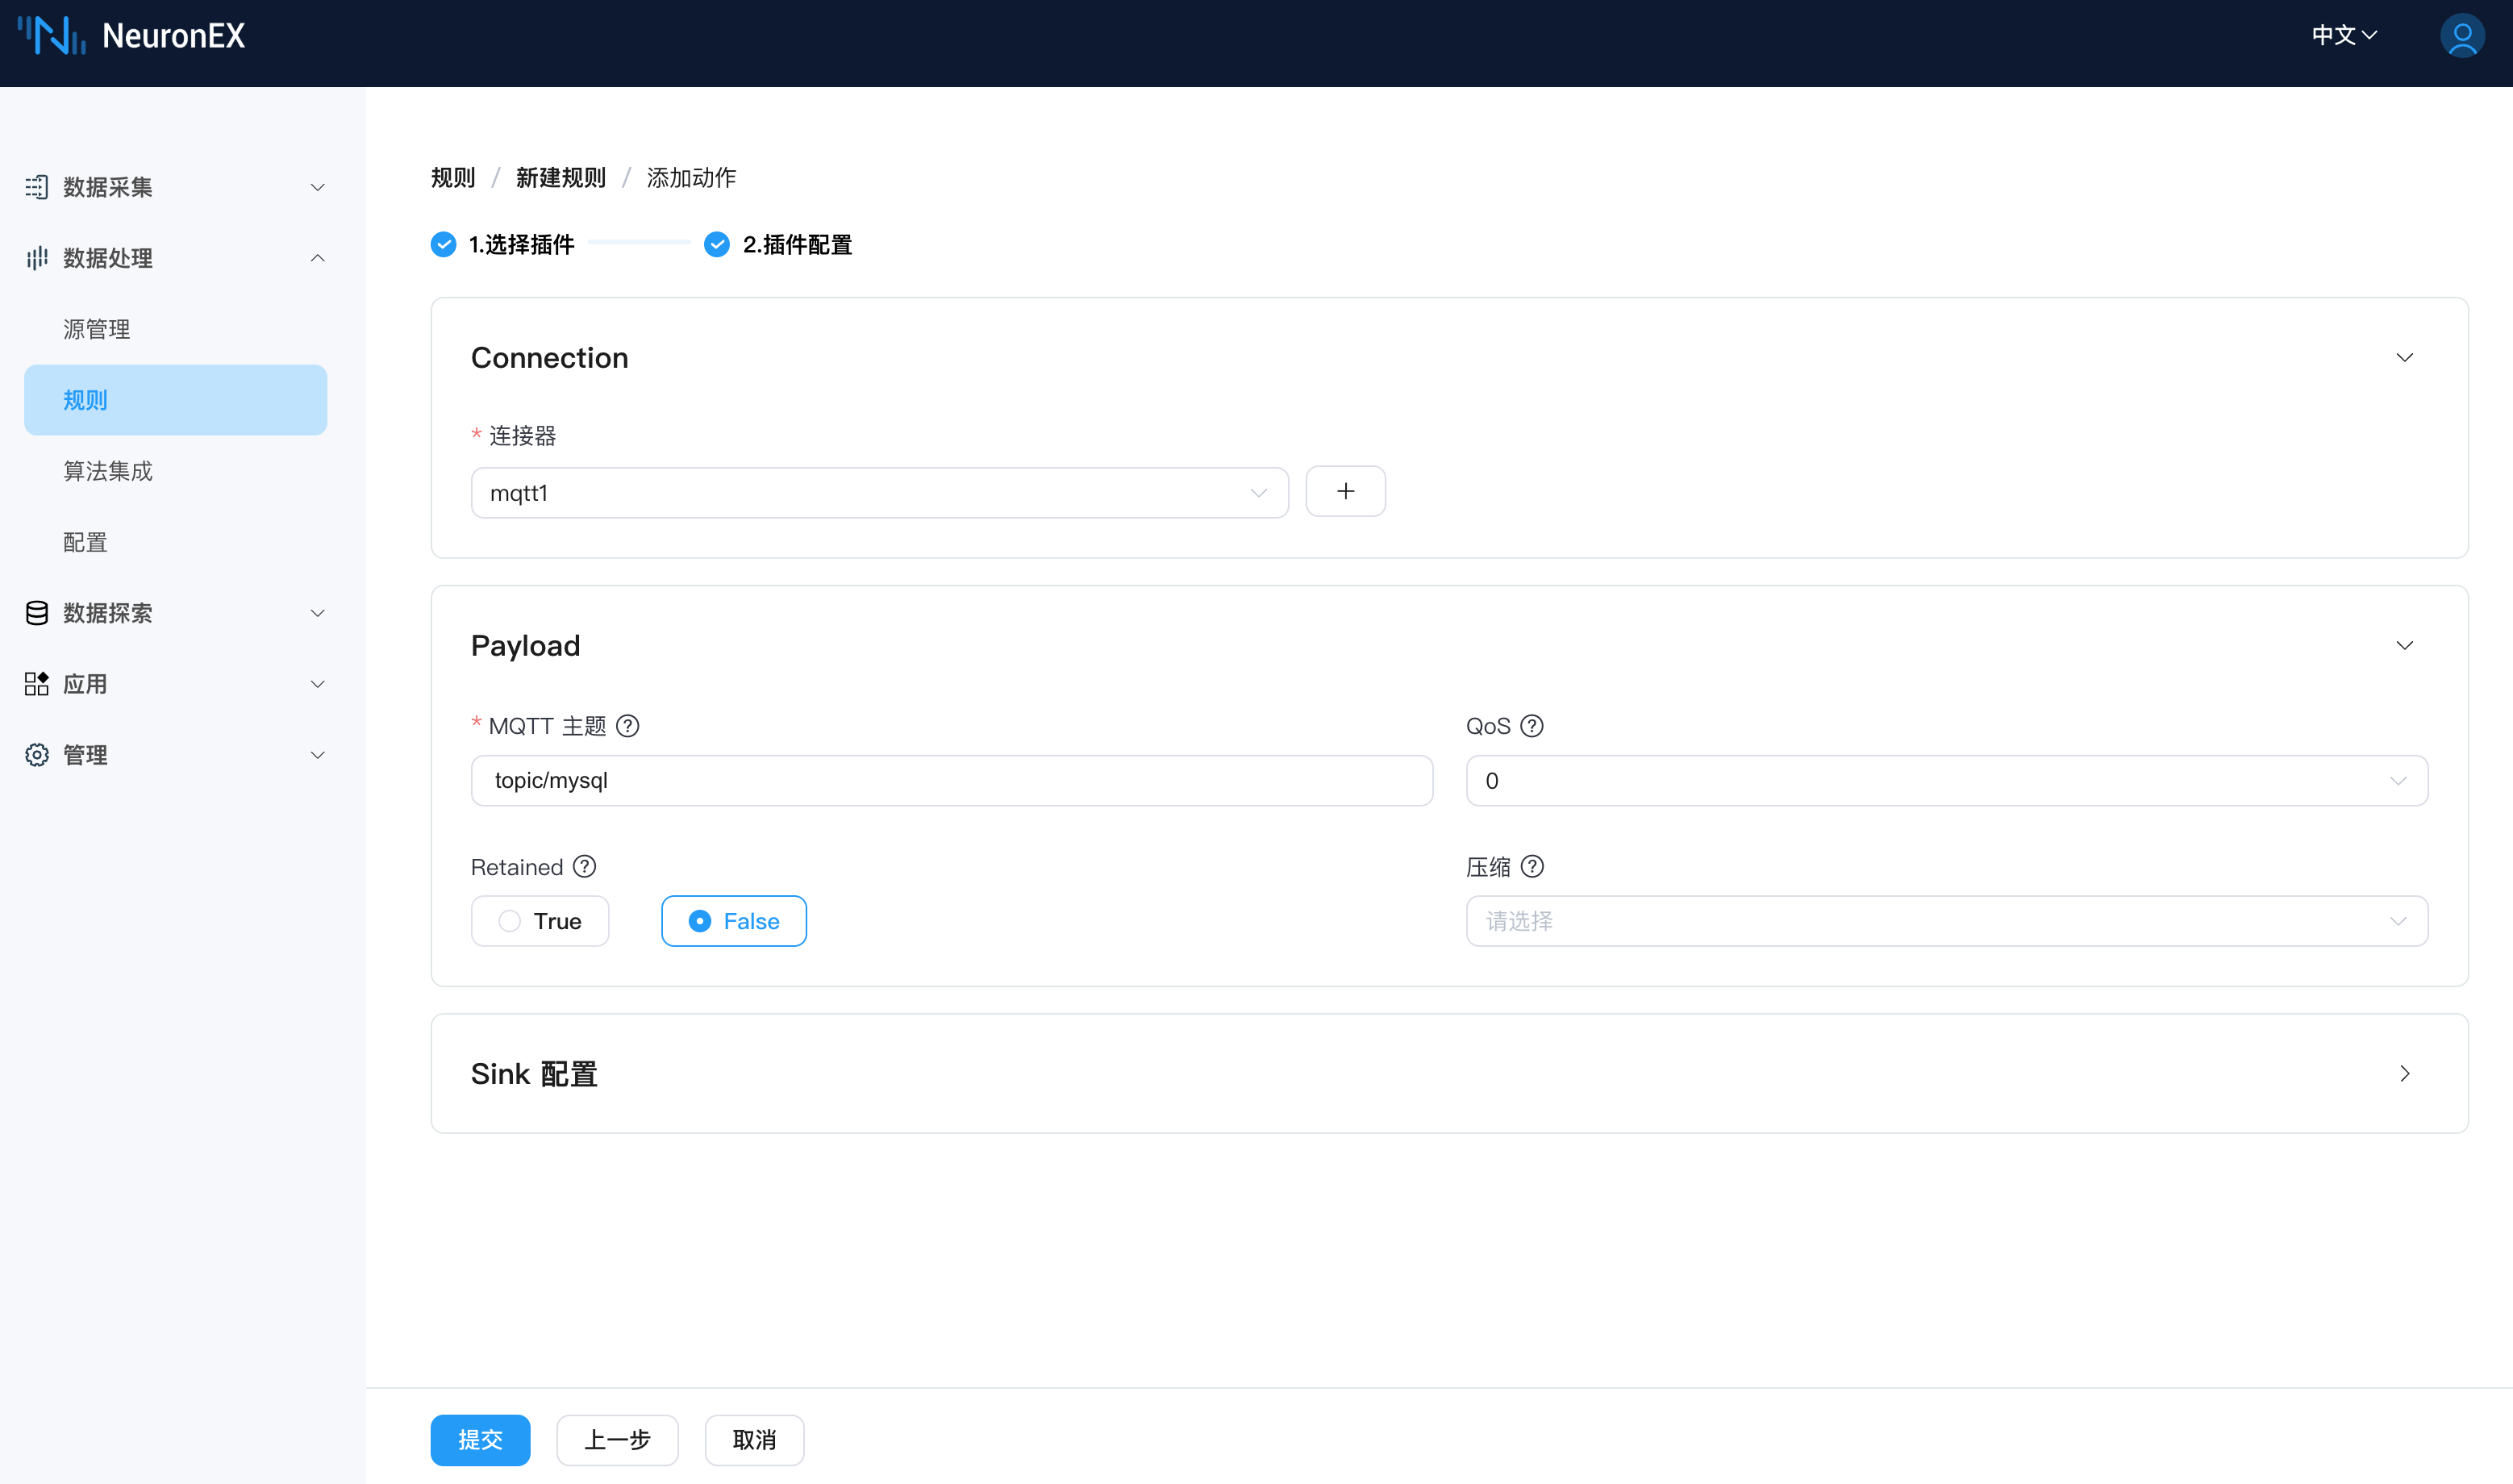 NeuronEX
中文
数据采集
数据处理
源管理
规则
算法集成
配置
数据探索
应用
管理
规则 / 新建规则 / 添加动作
1.选择插件 2.插件配置
Connection
* 连接器
mqtt1
Payload
* MQTT 主题 QoS
topic/mysql 0
Retained 压缩
True False 请选择
Sink 配置
提交 上一步 取消